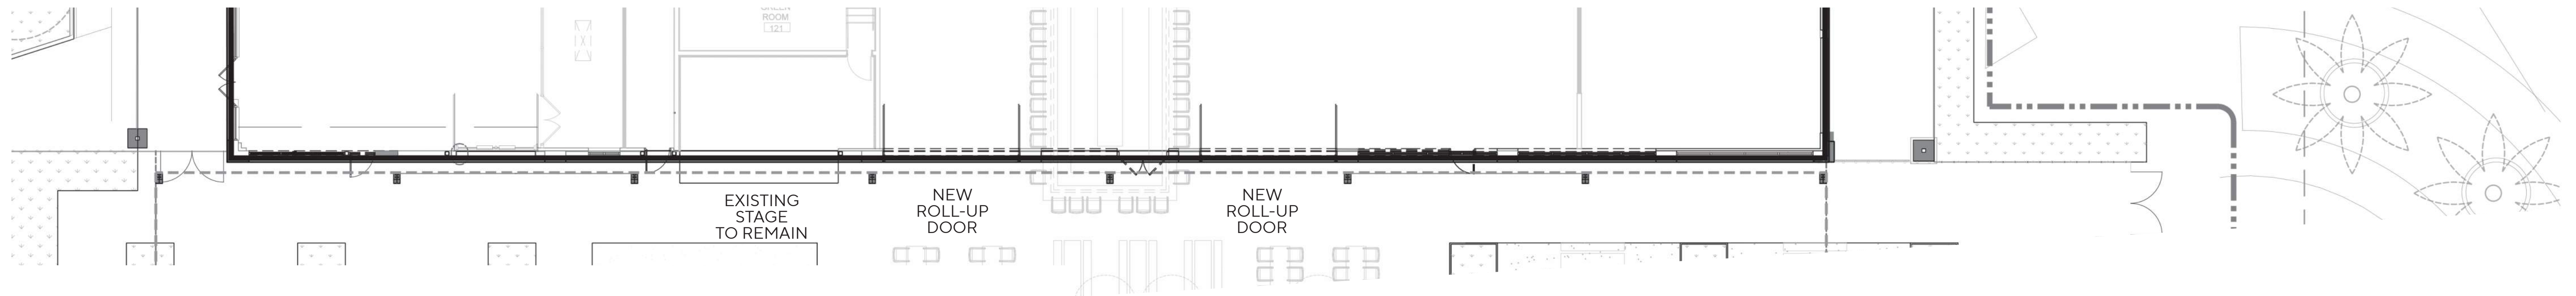 ROOM
121
EXISTING
STAGE
TO REMAIN
NEW
ROLL-UP
DOOR
NEW
ROLL-UP
DOOR